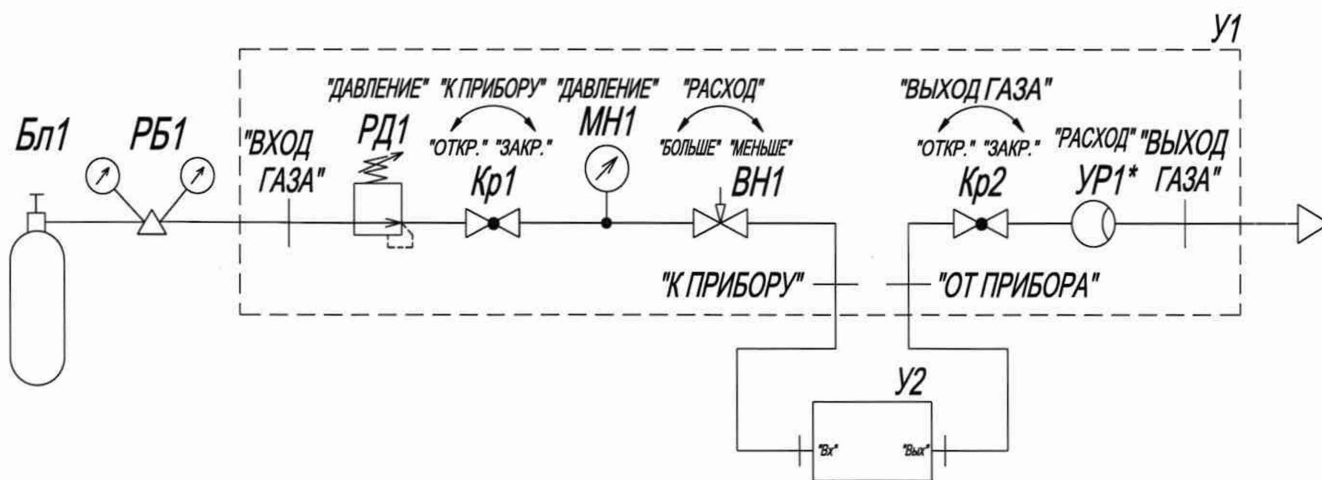 У1
"ДАВЛЕНИЕ" "К ПРИБОРУ" "ДАВЛЕНИЕ" "РАСХОД" "ВЫХОД ГАЗА"
Бл1 РБ1 "ВХОД РД1 МН1 "РАСХОД" "ВЫХОД
ГАЗА" "ОТКР." "ЗАКР." "БОЛЬШЕ" "МЕНЬШЕ" "ОТКР." "ЗАКР." ГАЗА"
Кр1 ВН1 Кр2 УР1*
"К ПРИБОРУ" "ОТ ПРИБОРА"
У2
"Вх" "Вых"